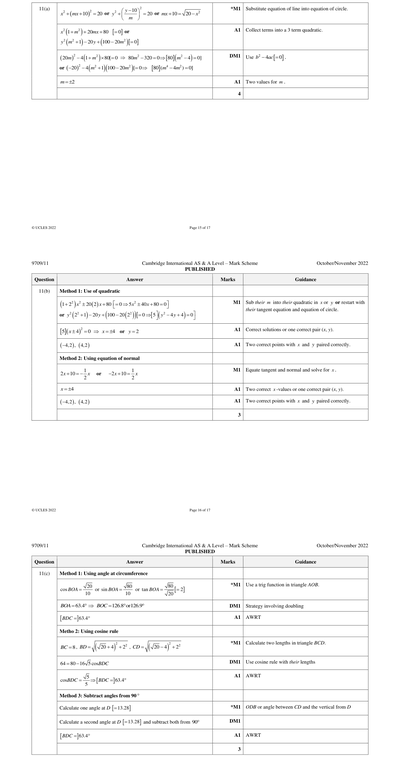 11(a) x² + (mx+10)² = 20 or y² + ((y−10)/m)² = 20 or mx+10 = √(20−x²) *M1 Substitute equation of line into equation of circle.
x²(1+m²)+20mx+80 [=0] or A1 Collect terms into a 3 term quadratic.
y²(m²+1)−20y+(100−20m²)[=0]
(20m)²−4(1+m²)×80[=0 ⇒ 80m²−320=0⇒[80](m²−4)=0] DM1 Use b²−4ac[=0].
or (−20)²−4(m²+1)(100−20m²)[=0⇒ [80](m⁴−4m²)=0]
m=±2 A1 Two values for m.
4
© UCLES 2022 Page 15 of 17
9709/11 Cambridge International AS & A Level – Mark Scheme October/November 2022
PUBLISHED
Question Answer Marks Guidance
11(b) Method 1: Use of quadratic
(1+2²)x²±20(2)x+80[=0⇒5x²±40x+80=0] M1 Sub their m into their quadratic in x or y or restart with
or y²(2²+1)−20y+(100−20(2²))[=0⇒[5](y²−4y+4)=0] their tangent equation and equation of circle.
[5](x±4)²=0 ⇒ x=±4 or y=2 A1 Correct solutions or one correct pair (x, y).
(−4,2), (4,2) A1 Two correct points with x and y paired correctly.
Method 2: Using equation of normal
2x+10=−½x or −2x+10=½x M1 Equate tangent and normal and solve for x.
x=±4 A1 Two correct x-values or one correct pair (x, y).
(−4,2), (4,2) A1 Two correct points with x and y paired correctly.
3
© UCLES 2022 Page 16 of 17
9709/11 Cambridge International AS & A Level – Mark Scheme October/November 2022
PUBLISHED
Question Answer Marks Guidance
11(c) Method 1: Using angle at circumference
cos BOA = √20/10 or sin BOA = √80/10 or tan BOA = √80/√20[=2] *M1 Use a trig function in triangle AOB.
BOA=63.4° ⇒ BOC=126.8° or 126.9° DM1 Strategy involving doubling
[BDC=]63.4° A1 AWRT
Metho 2: Using cosine rule
BC=8, BD=√((√20+4)²+2²), CD=√((√20−4)²+2²) *M1 Calculate two lengths in triangle BCD.
64=80−16√5cosBDC DM1 Use cosine rule with their lengths
cosBDC=√5/5⇒[BDC=]63.4° A1 AWRT
Method 3: Subtract angles from 90°
Calculate one angle at D [=13.28] *M1 ODB or angle between CD and the vertical from D
Calculate a second angle at D [=13.28] and subtract both from 90° DM1
[BDC=]63.4° A1 AWRT
3